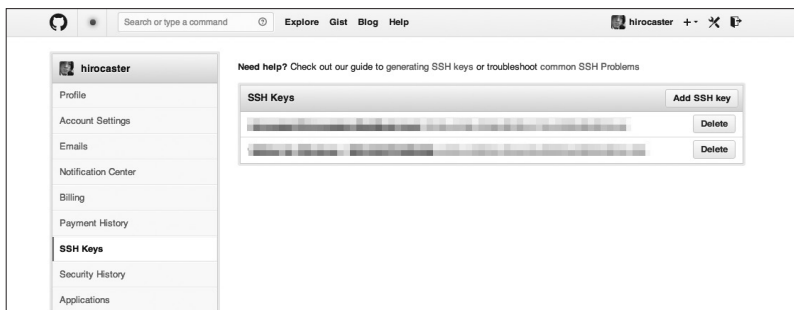 Search or type a command
Explore Gist Blog Help
hirocaster
hirocaster
Profile
Account Settings
Emails
Notification Center
Billing
Payment History
SSH Keys
Security History
Applications
Need help? Check out our guide to generating SSH keys or troubleshoot common SSH Problems
SSH Keys
Add SSH key
Delete
Delete